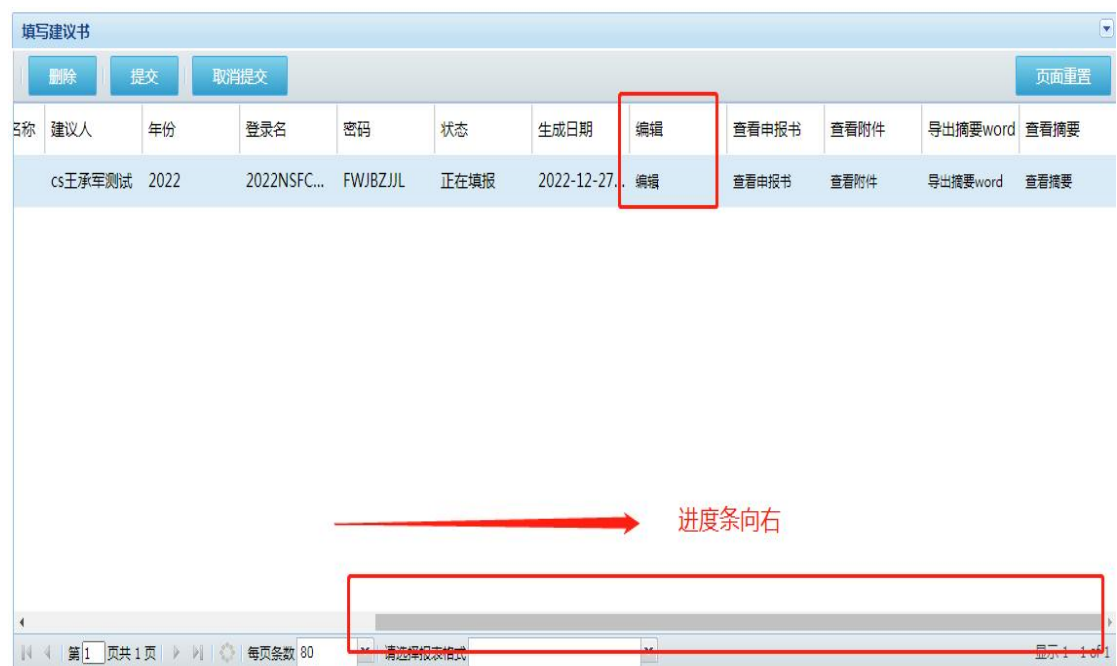 填写建议书
删除 提交 取消提交 页面重置
名称 建议人 年份 登录名 密码 状态 生成日期 编辑 查看申报书 查看附件 导出摘要word 查看摘要
cs王承军测试 2022 2022NSFC... FWJBZJJL 正在填报 2022-12-27... 编辑 查看申报书 查看附件 导出摘要word 查看摘要
进度条向右
第 1 页共 1 页 每页条数 80 请选择报表格式 显示 1 - 1 of 1